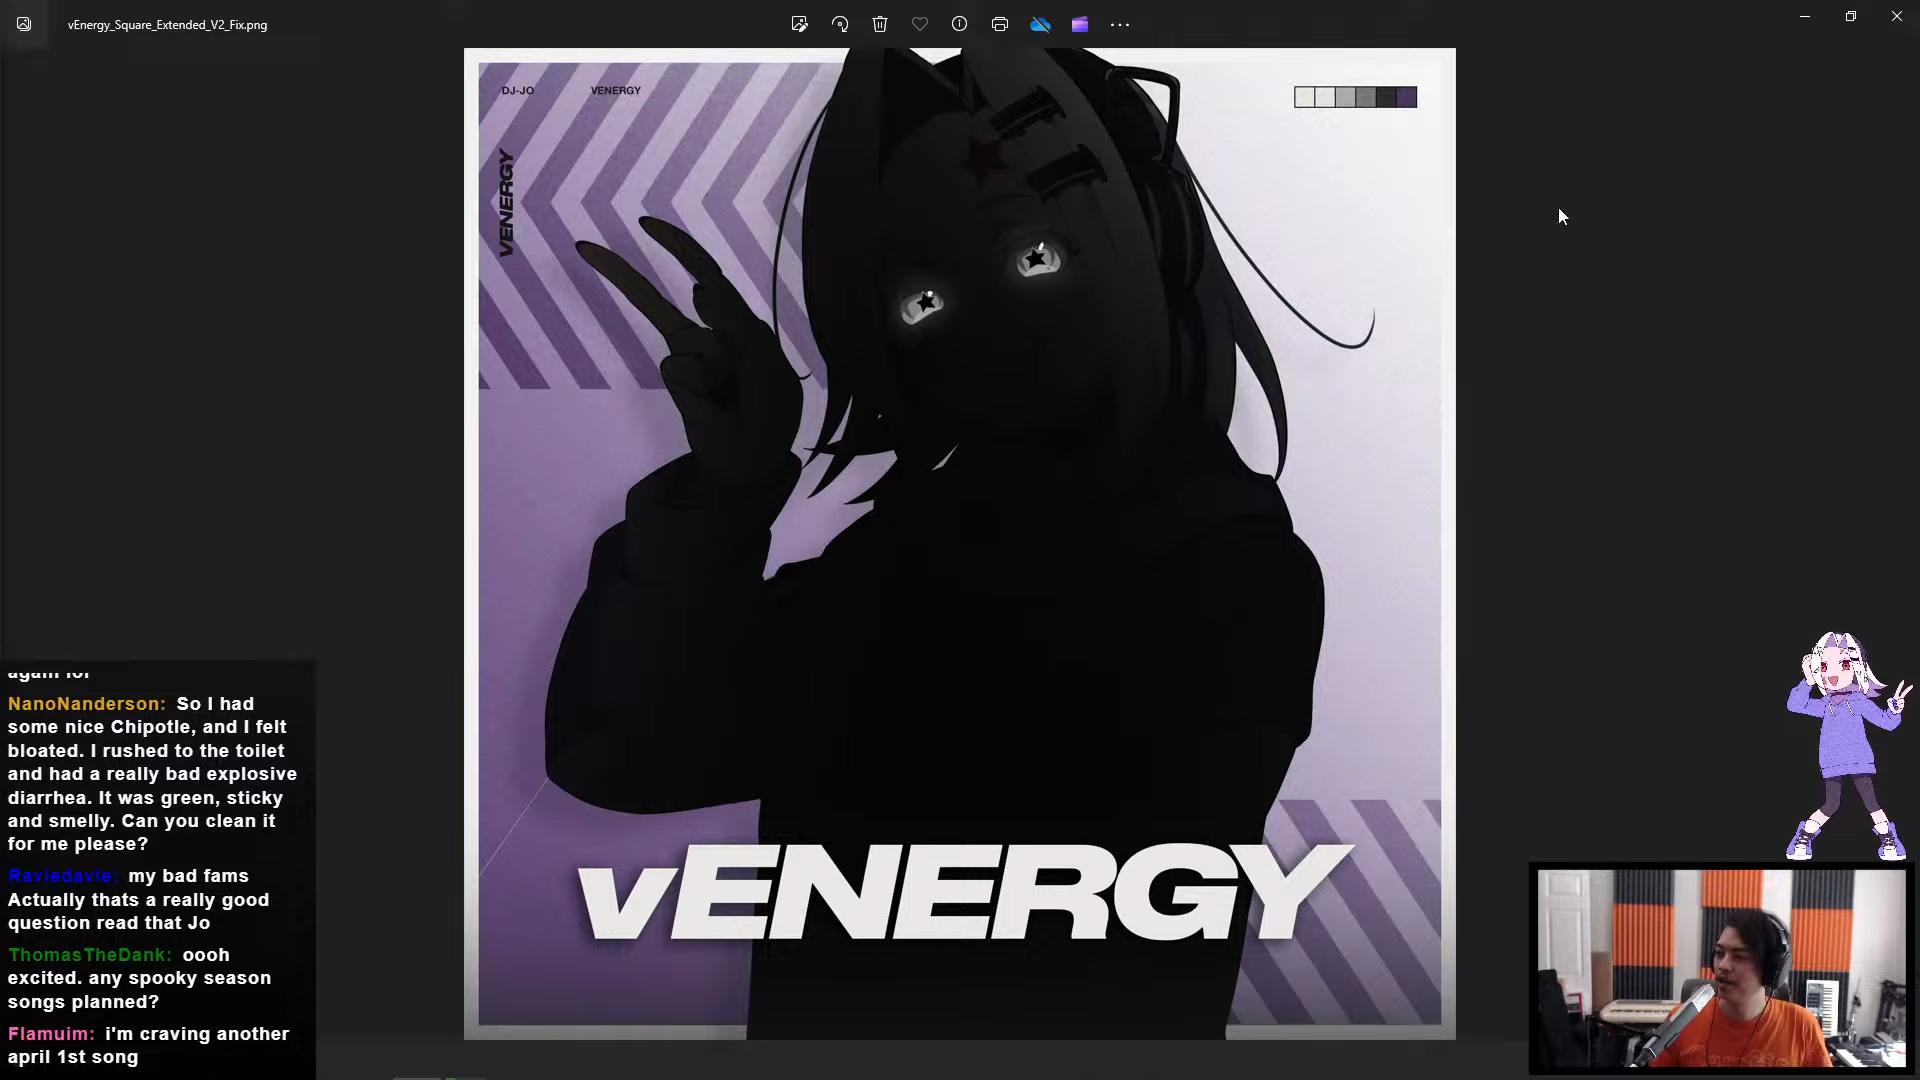 vEnergy_Square_Extended_V2_Fix.png
DJ-JO
VENERGY
VENERGY
vENERGY
again for
NanoNanderson: So I had
some nice Chipotle, and I felt
bloated. I rushed to the toilet
and had a really bad explosive
diarrhea. It was green, sticky
and smelly. Can you clean it
for me please?
Raviedavie: my bad fams
Actually thats a really good
question read that Jo
ThomasTheDank: oooh
excited. any spooky season
songs planned?
Flamuim: i'm craving another
april 1st song